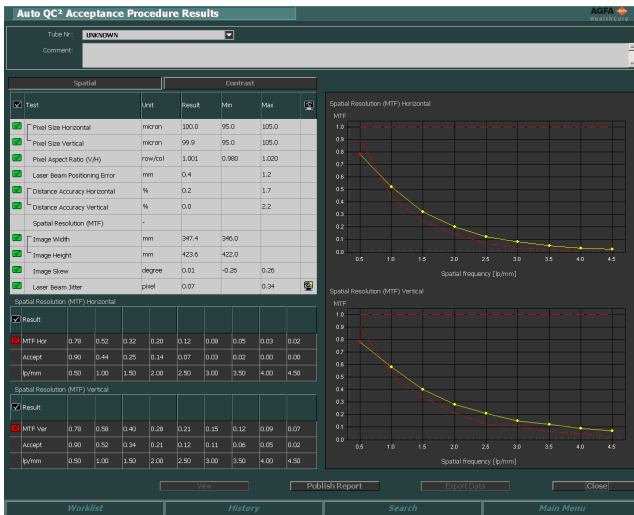 Auto QC² Acceptance Procedure Results
AGFA
HealthCare
Tube Nr: UNKNOWN
Comment:
Spatial Contrast
Test Unit Result Min Max
Pixel Size Horizontal micron 100.0 95.0 105.0
Pixel Size Vertical micron 99.9 95.0 105.0
Pixel Aspect Ratio (V/H) row/col 1.001 0.980 1.020
Laser Beam Positioning Error mm 0.4 1.2
Distance Accuracy Horizontal % 0.2 1.7
Distance Accuracy Vertical % 0.0 2.2
Spatial Resolution (MTF) -
Image Width mm 347.4 346.0
Image Height mm 423.6 422.0
Image Skew degree 0.01 -0.26 0.26
Laser Beam Jitter pixel 0.07 0.34
Spatial Resolution (MTF) Horizontal
Result
MTF Hor 0.78 0.52 0.32 0.20 0.12 0.08 0.05 0.03 0.02
Accept 0.90 0.44 0.25 0.14 0.07 0.03 0.02 0.00 0.00
lp/mm 0.50 1.00 1.50 2.00 2.50 3.00 3.50 4.00 4.50
Spatial Resolution (MTF) Vertical
Result
MTF Ver 0.78 0.58 0.40 0.28 0.21 0.15 0.12 0.09 0.07
Accept 0.90 0.52 0.34 0.21 0.12 0.11 0.06 0.05 0.02
lp/mm 0.50 1.00 1.50 2.00 2.50 3.00 3.50 4.00 4.50
Spatial Resolution (MTF) Horizontal
MTF
1.0
0.9
0.8
0.7
0.6
0.5
0.4
0.3
0.2
0.1
0.0
0.5 1.0 1.5 2.0 2.5 3.0 3.5 4.0 4.5
Spatial frequency [lp/mm]
Spatial Resolution (MTF) Vertical
MTF
1.0
0.9
0.8
0.7
0.6
0.5
0.4
0.3
0.2
0.1
0.0
0.5 1.0 1.5 2.0 2.5 3.0 3.5 4.0 4.5
Spatial frequency [lp/mm]
View Publish Report Export Data Close
Worklist History Search Main Menu